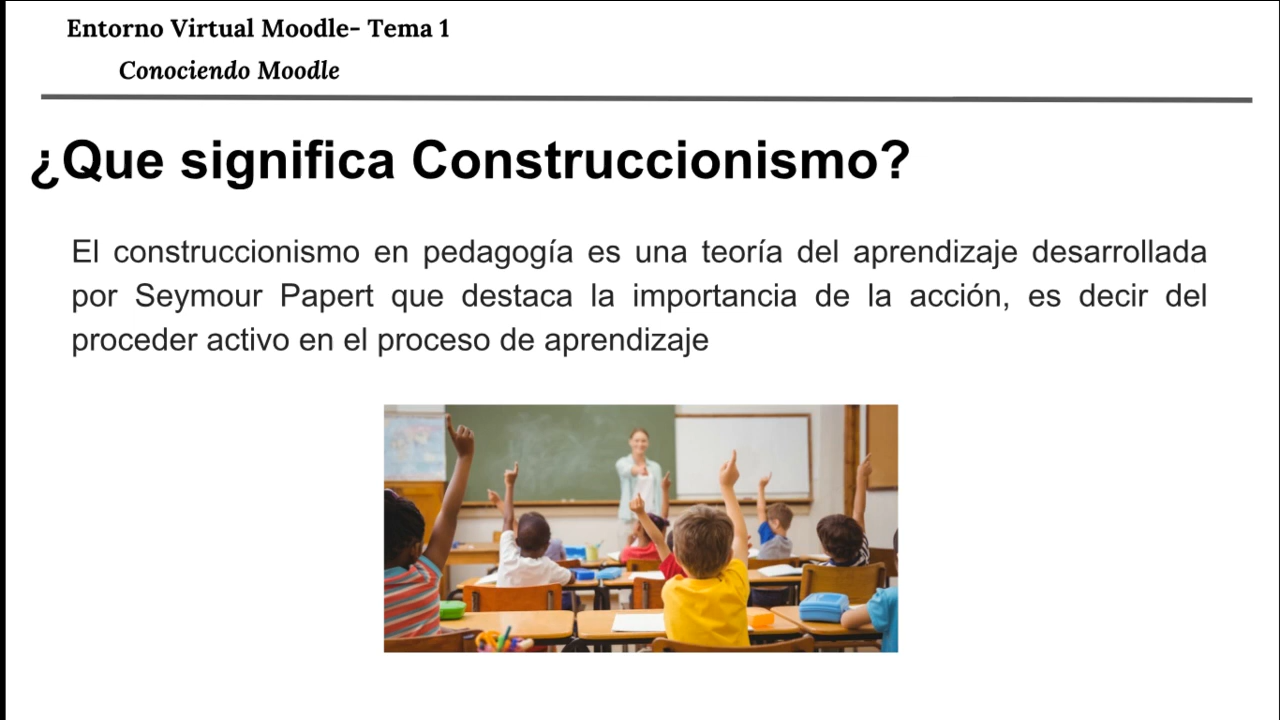 Entorno Virtual Moodle- Tema 1
Conociendo Moodle
¿Que significa Construccionismo?
El construccionismo en pedagogía es una teoría del aprendizaje desarrollada
por Seymour Papert que destaca la importancia de la acción, es decir del
proceder activo en el proceso de aprendizaje